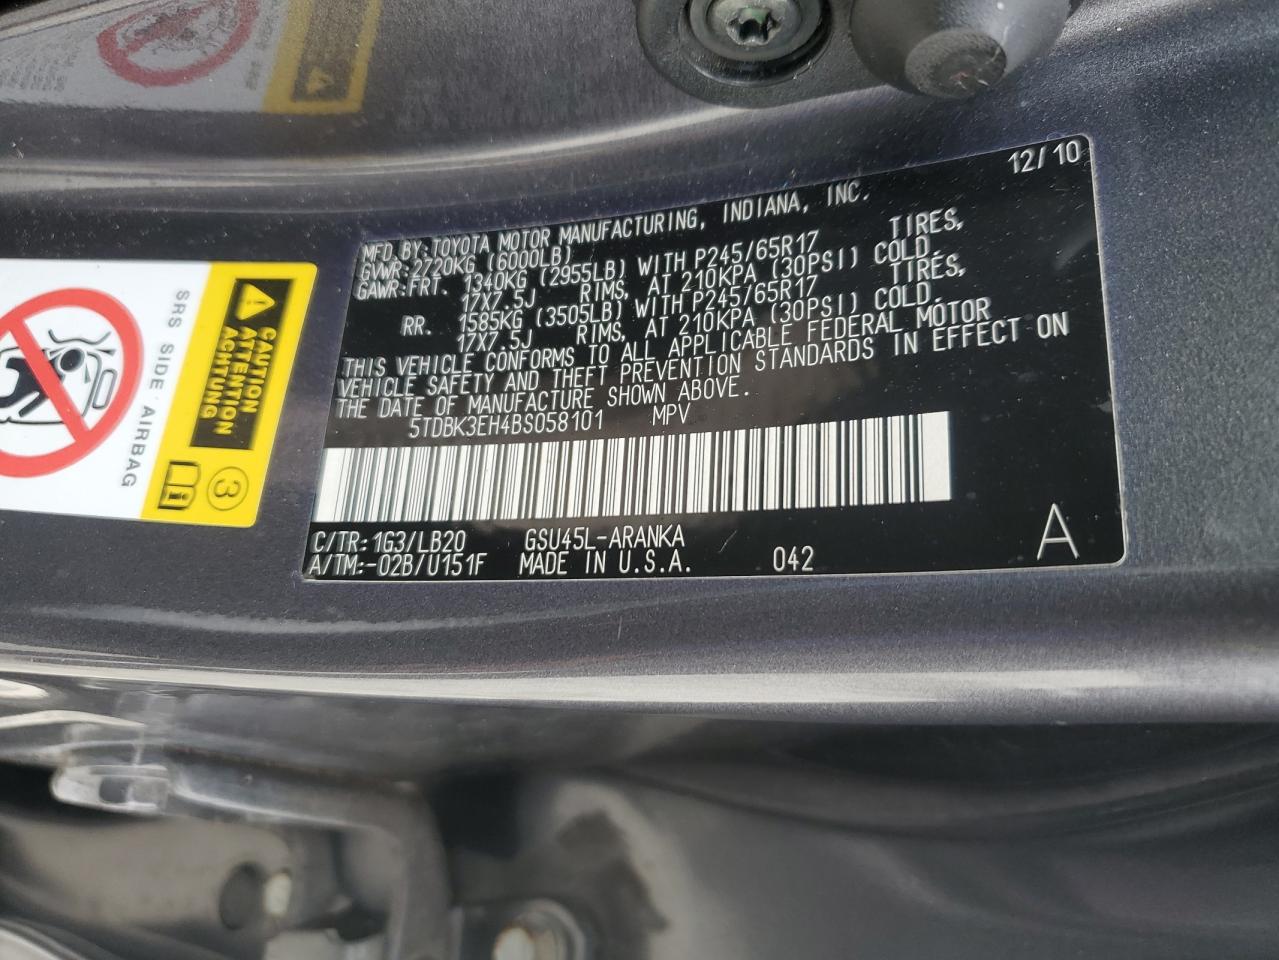 12/10
MFD BY: TOYOTA MOTOR MANUFACTURING, INDIANA, INC.
GVWR: 2720KG (6000LB)
GAWR: FRT. 1340KG (2955LB) WITH P245/65R17 TIRES,
17X7.5J RIMS, AT 210KPA (30PSI) COLD.
RR. 1585KG (3505LB) WITH P245/65R17 TIRES,
17X7.5J RIMS, AT 210KPA (30PSI) COLD.
THIS VEHICLE CONFORMS TO ALL APPLICABLE FEDERAL MOTOR
VEHICLE SAFETY AND THEFT PREVENTION STANDARDS IN EFFECT ON
THE DATE OF MANUFACTURE SHOWN ABOVE.
5TDBK3EH4BS058101 MPV
C/TR: 1G3/LB20 GSU45L-ARANKA
A/TM: -02B/U151F MADE IN U.S.A. 042 A
CAUTION
ATTENTION
ACHTUNG
SRS SIDE AIRBAG
3